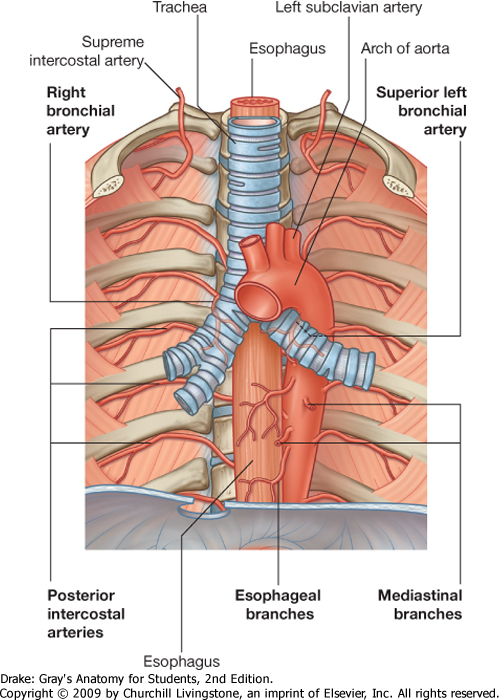 Trachea
Left subclavian artery
Supreme
intercostal artery
Esophagus
Arch of aorta
Right
bronchial
artery
Superior left
bronchial
artery
Posterior
intercostal
arteries
Esophageal
branches
Mediastinal
branches
Esophagus
Drake: Gray's Anatomy for Students, 2nd Edition.
Copyright © 2009 by Churchill Livingstone, an imprint of Elsevier, Inc. All rights reserved.